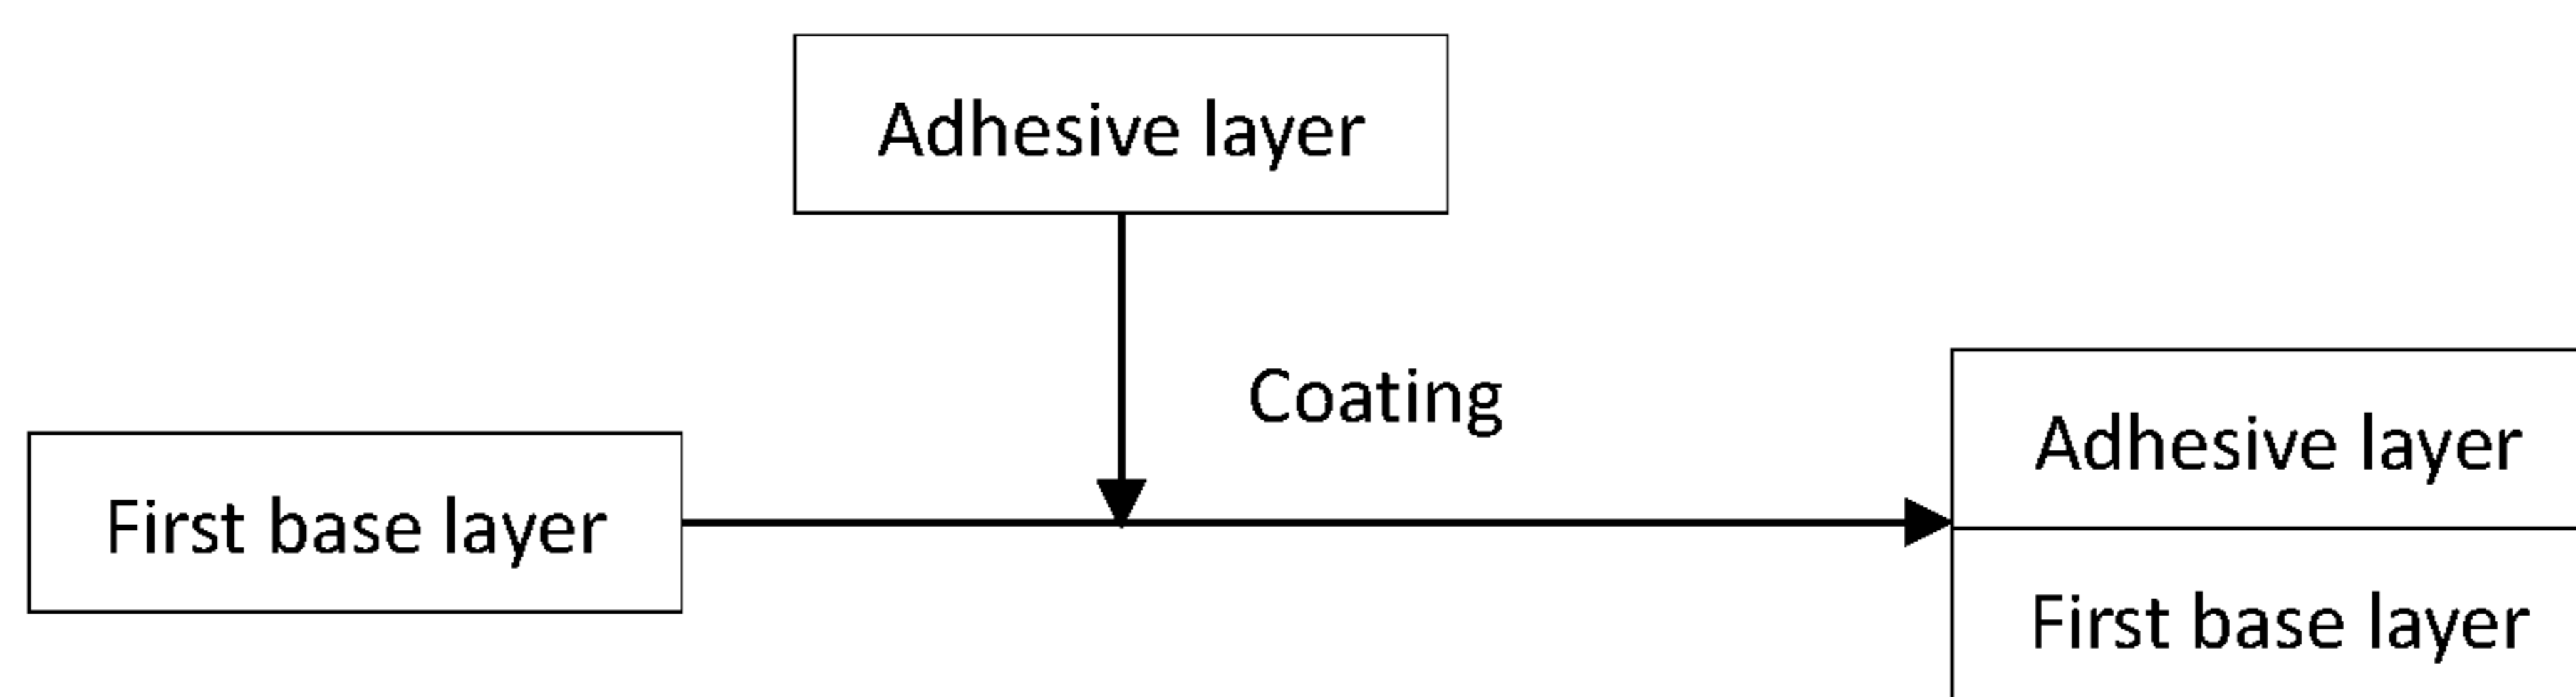 Adhesive layer
Coating
First base layer
Adhesive layer
First base layer